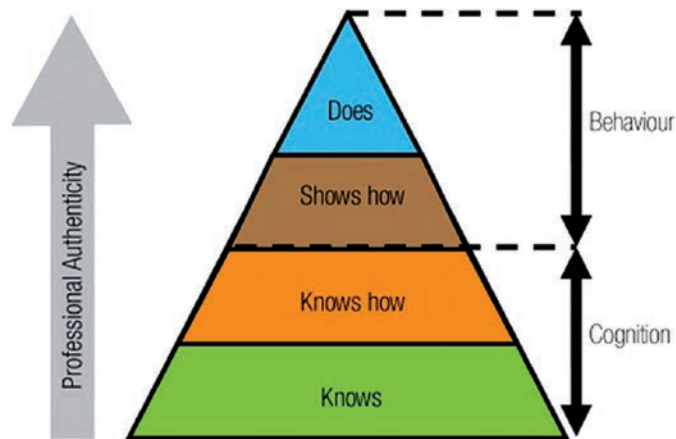 Does
Behaviour
Shows how
Professional Authenticity
Knows how
Cognition
Knows